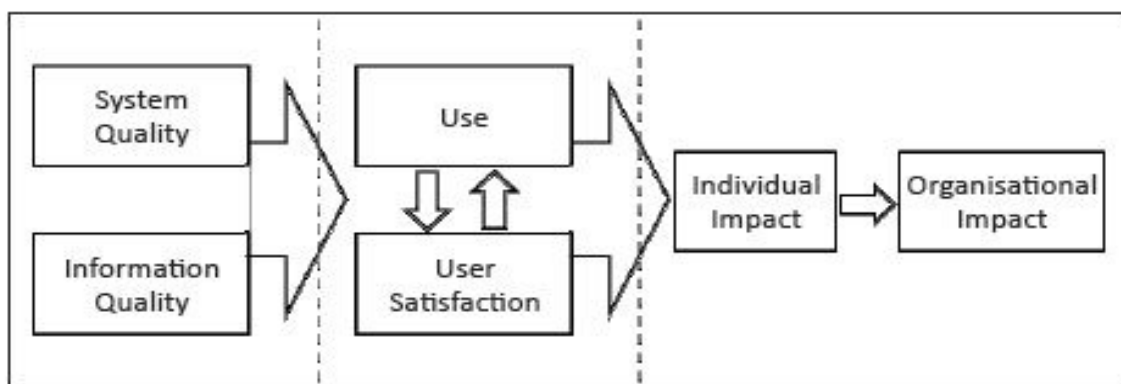 System
Quality
Information
Quality
Use
User
Satisfaction
Individual
Impact
Organisational
Impact